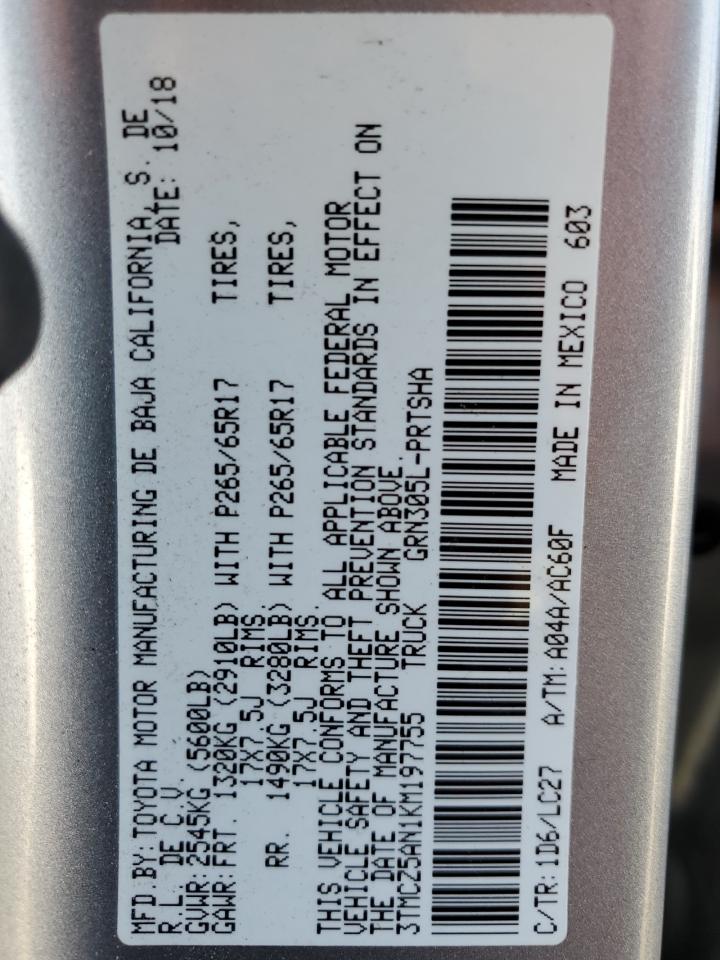 MFD.BY: TOYOTA MOTOR MANUFACTURING DE BAJA CALIFORNIA, S. DE
R.L. DE C.V. DATE: 10/18
GVWR: 2545KG (5600LB)
GAWR: FRT. 1320KG (2910LB) WITH P265/65R17 TIRES,
17X7.5J RIMS.
RR. 1490KG (3280LB) WITH P265/65R17 TIRES,
17X7.5J RIMS.
THIS VEHICLE CONFORMS TO ALL APPLICABLE FEDERAL MOTOR
VEHICLE SAFETY AND THEFT PREVENTION STANDARDS IN EFFECT ON
THE DATE OF MANUFACTURE SHOWN ABOVE.
3TMCZ5AN1KM197755 TRUCK GRN305L-PRTSHA
C/TR: 1D6/LC27 A/TM: A04A/AC60F MADE IN MEXICO 603